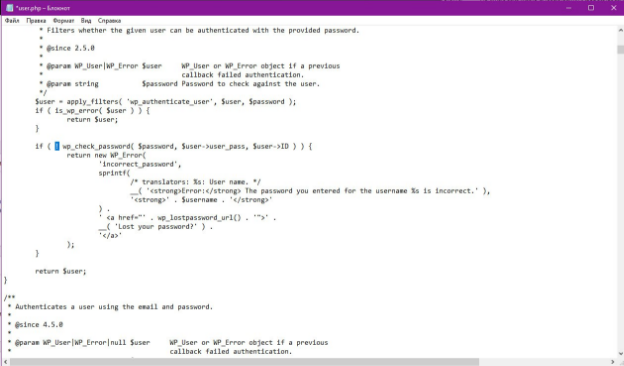 *user.php – Блокнот
Файл Правка Формат Вид Справка
* Filters whether the given user can be authenticated with the provided password.
*
* @since 2.5.0
*
* @param WP_User|WP_Error $user WP_User or WP_Error object if a previous
* callback failed authentication.
* @param string $password Password to check against the user.
*/
$user = apply_filters( 'wp_authenticate_user', $user, $password );
if ( is_wp_error( $user ) ) {
return $user;
}
if ( ! wp_check_password( $password, $user->user_pass, $user->ID ) ) {
return new WP_Error(
'incorrect_password',
sprintf(
/* translators: %s: User name. */
__( '<strong>Error:</strong> The password you entered for the username %s is incorrect.' ),
'<strong>' . $username . '</strong>'
) .
' <a href="' . wp_lostpassword_url() . '">' .
__( 'Lost your password?' ) .
'</a>'
);
}
return $user;
}
/**
* Authenticates a user using the email and password.
*
* @since 4.5.0
*
* @param WP_User|WP_Error|null $user WP_User or WP_Error object if a previous
* callback failed authentication.